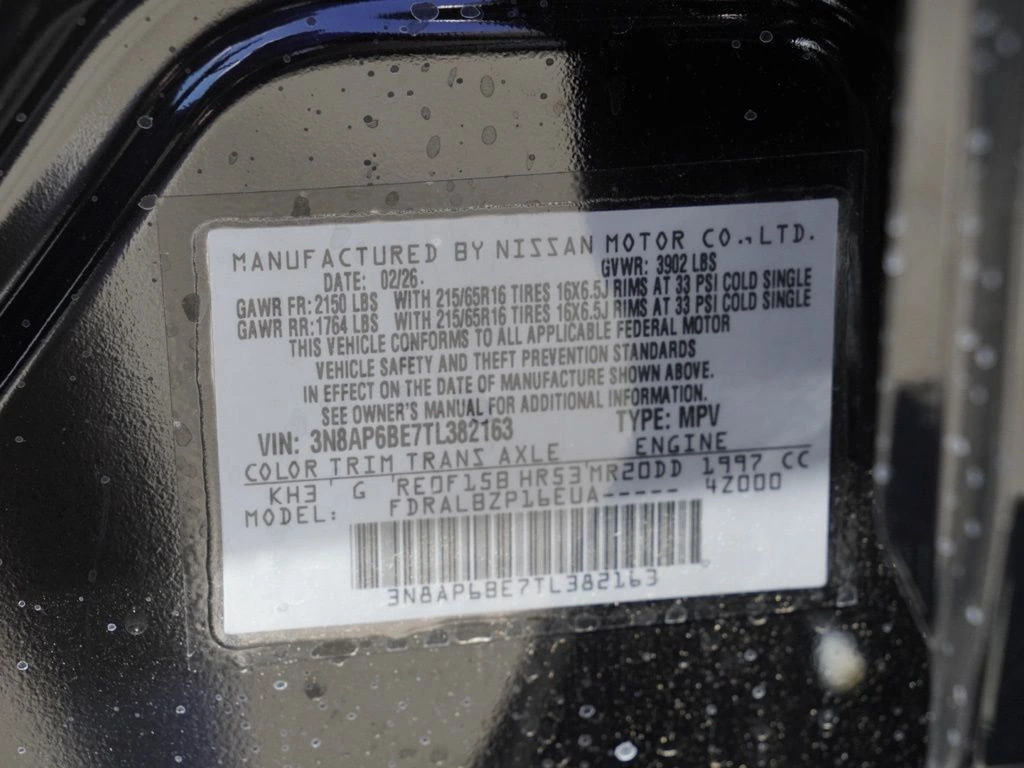 MANUFACTURED BY NISSAN MOTOR CO., LTD.
DATE: 02/26. GVWR: 3902 LBS
GAWR FR: 2150 LBS WITH 215/65R16 TIRES 16X6.5J RIMS AT 33 PSI COLD SINGLE
GAWR RR: 1764 LBS WITH 215/65R16 TIRES 16X6.5J RIMS AT 33 PSI COLD SINGLE
THIS VEHICLE CONFORMS TO ALL APPLICABLE FEDERAL MOTOR
VEHICLE SAFETY AND THEFT PREVENTION STANDARDS
IN EFFECT ON THE DATE OF MANUFACTURE SHOWN ABOVE.
SEE OWNER'S MANUAL FOR ADDITIONAL INFORMATION.
VIN: 3N8AP6BE7TL382163 TYPE: MPV
COLOR TRIM TRANS AXLE ENGINE
KH3 ' G 'RE0F15B HR53'MR20DD 1997 CC
MODEL: FDRALBZP16EUA----- 42000
3N8AP6BE7TL382163